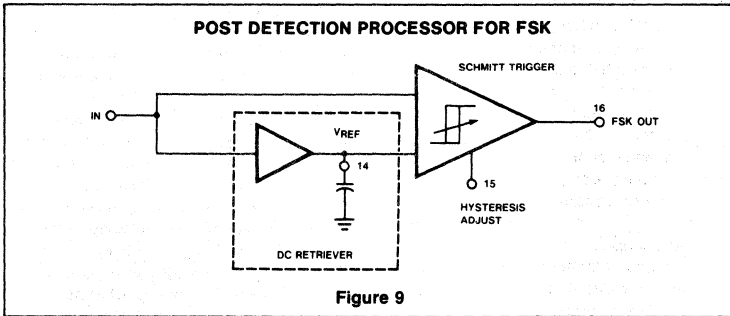 POST DETECTION PROCESSOR FOR FSK
SCHMITT TRIGGER
IN
VREF
14
16
FSK OUT
15
HYSTERESIS
ADJUST
DC RETRIEVER
Figure 9